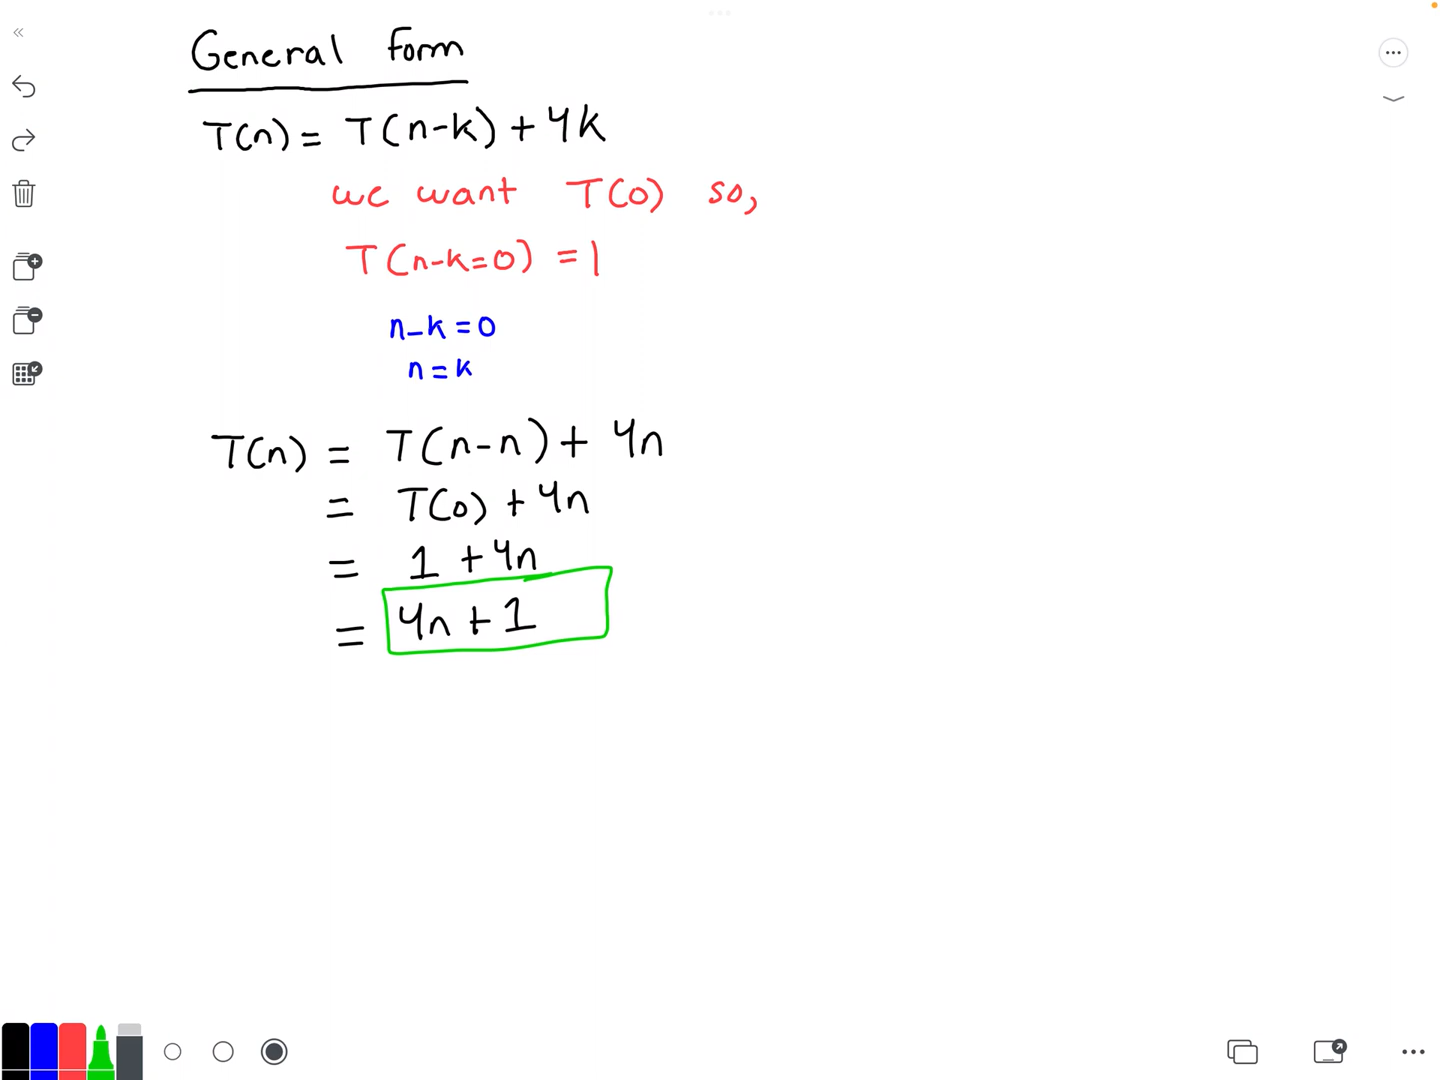 General Form
T(n) = T(n-k) + 4k
we want T(0) so,
T(n-k=0) = 1
n-k=0
n=k
T(n) = T(n-n) + 4n
= T(0) + 4n
= 1 + 4n
= 4n + 1